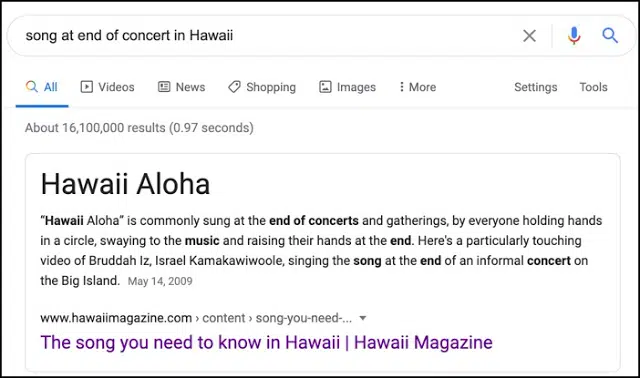 song at end of concert in Hawaii
All Videos News Shopping Images More Settings Tools
About 16,100,000 results (0.97 seconds)
Hawaii Aloha
“Hawaii Aloha” is commonly sung at the end of concerts and gatherings, by everyone holding hands
in a circle, swaying to the music and raising their hands at the end. Here's a particularly touching
video of Bruddah Iz, Israel Kamakawiwoole, singing the song at the end of an informal concert on
the Big Island. May 14, 2009
www.hawaiimagazine.com › content › song-you-need-...
The song you need to know in Hawaii | Hawaii Magazine